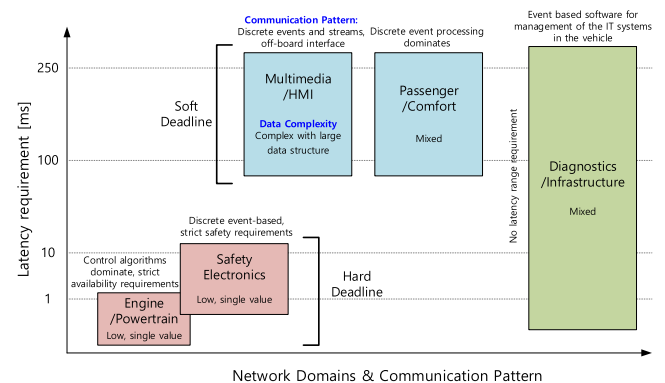 Communication Pattern:
Discrete events and streams,
off-board interface
Discrete event processing
dominates
Event based software for
management of the IT systems
in the vehicle
250
100
10
1
Latency requirement [ms]
Soft
Deadline
Multimedia
/HMI
Data Complexity
Complex with large
data structure
Passenger
/Comfort
Mixed
No latency range requirement
Diagnostics
/Infrastructure
Mixed
Discrete event-based,
strict safety requirements
Safety
Electronics
Low, single value
Control algorithms
dominate, strict
availability requirements
Engine
/Powertrain
Low, single value
Hard
Deadline
Network Domains & Communication Pattern